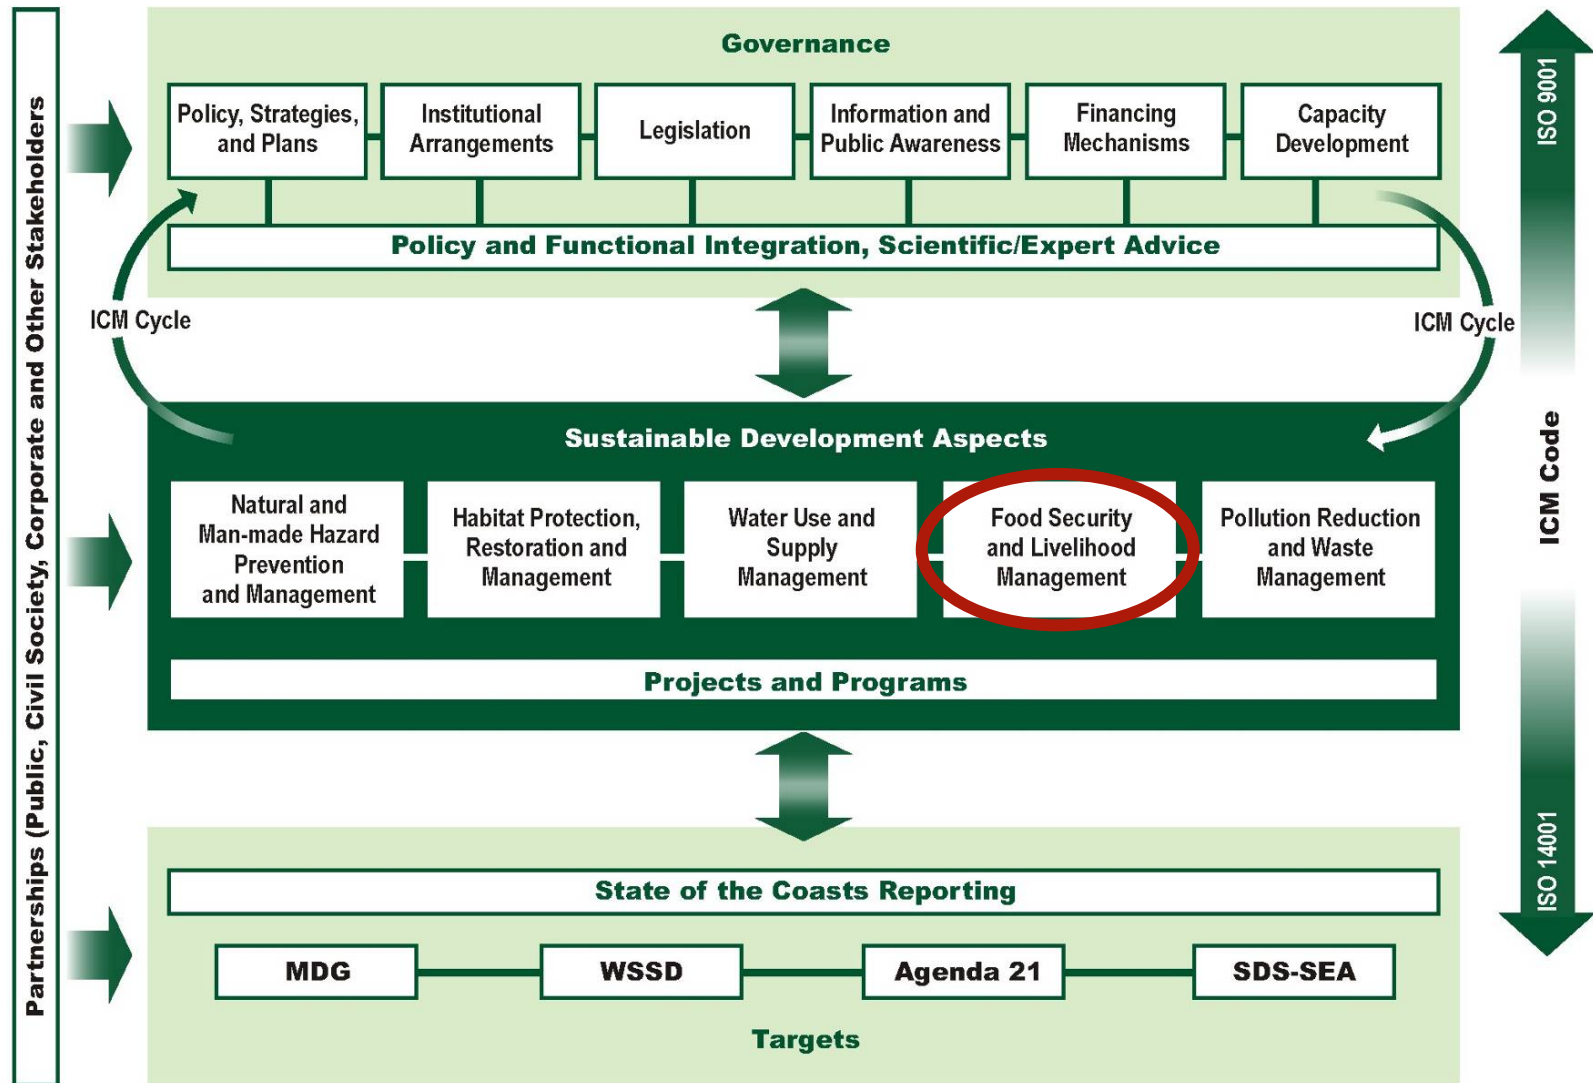 Partnerships (Public, Civil Society, Corporate and Other Stakeholders
Governance
Policy, Strategies,
and Plans
Institutional
Arrangements
Legislation
Information and
Public Awareness
Financing
Mechanisms
Capacity
Development
Policy and Functional Integration, Scientific/Expert Advice
ICM Cycle
ICM Cycle
Sustainable Development Aspects
Natural and
Man-made Hazard
Prevention
and Management
Habitat Protection,
Restoration and
Management
Water Use and
Supply
Management
Food Security
and Livelihood
Management
Pollution Reduction
and Waste
Management
Projects and Programs
State of the Coasts Reporting
MDG
WSSD
Agenda 21
SDS-SEA
Targets
ISO 9001
ICM Code
ISO 14001